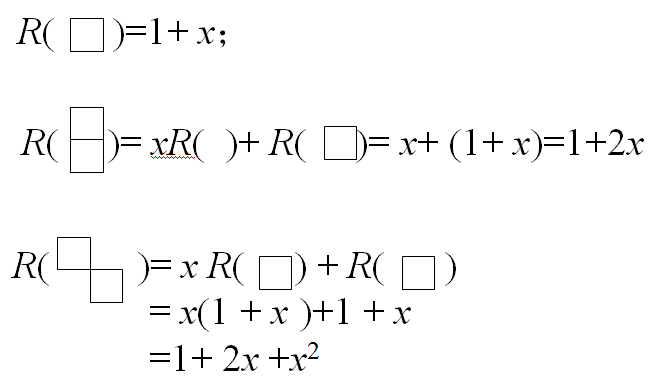 R( □ )=1+ x；
R( )= xR( )+ R( □)= x+ (1+ x)=1+2x
R( )= x R( □ ) + R( □ )
= x(1 + x )+1 + x
=1+ 2x +x²